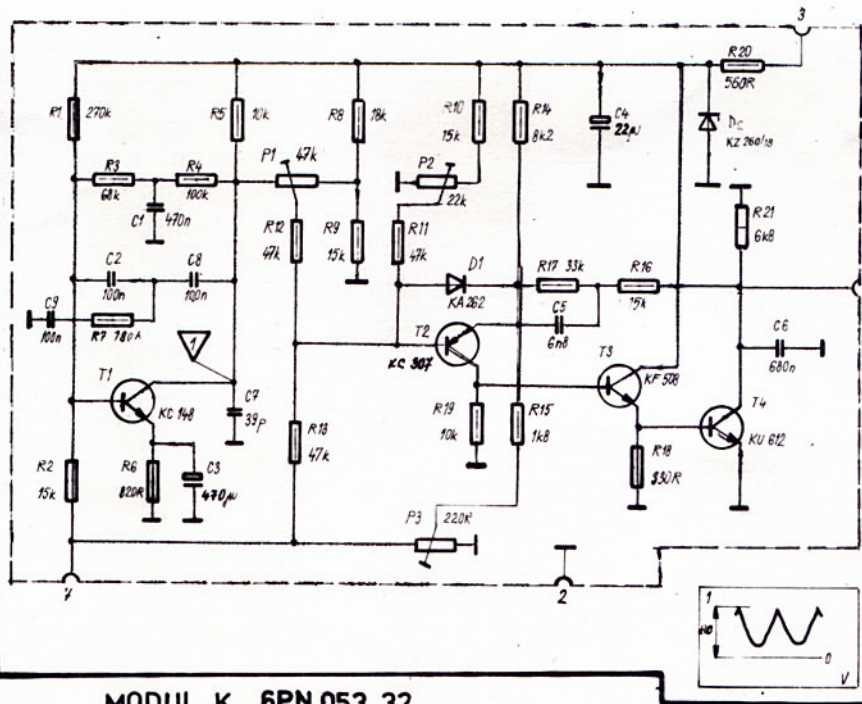 3
R20
560R
R1 270k
R5 10k
R8 18k
R10
15k
R14
8k2
C4
22µ
KZ 260/18
R3
68k
R4
100k
P1
47k
P2
22k
C1
470n
R12
47k
R9
15k
R11
47k
R21
6k8
C2
100n
C8
100n
D1
KA 262
R17 33k
R16
15k
C9
100n
R7
1
T2
KC 307
C5
6n8
C6
680n
T1
KC 148
C7
39p
T3
KF 508
T4
KU 612
R2
15k
R6
820R
C3
470µ
R13
47k
R19
10k
R15
1k8
R18
330R
P3
220R
7
2
1
0
V
MODUL K 6PN 053 32